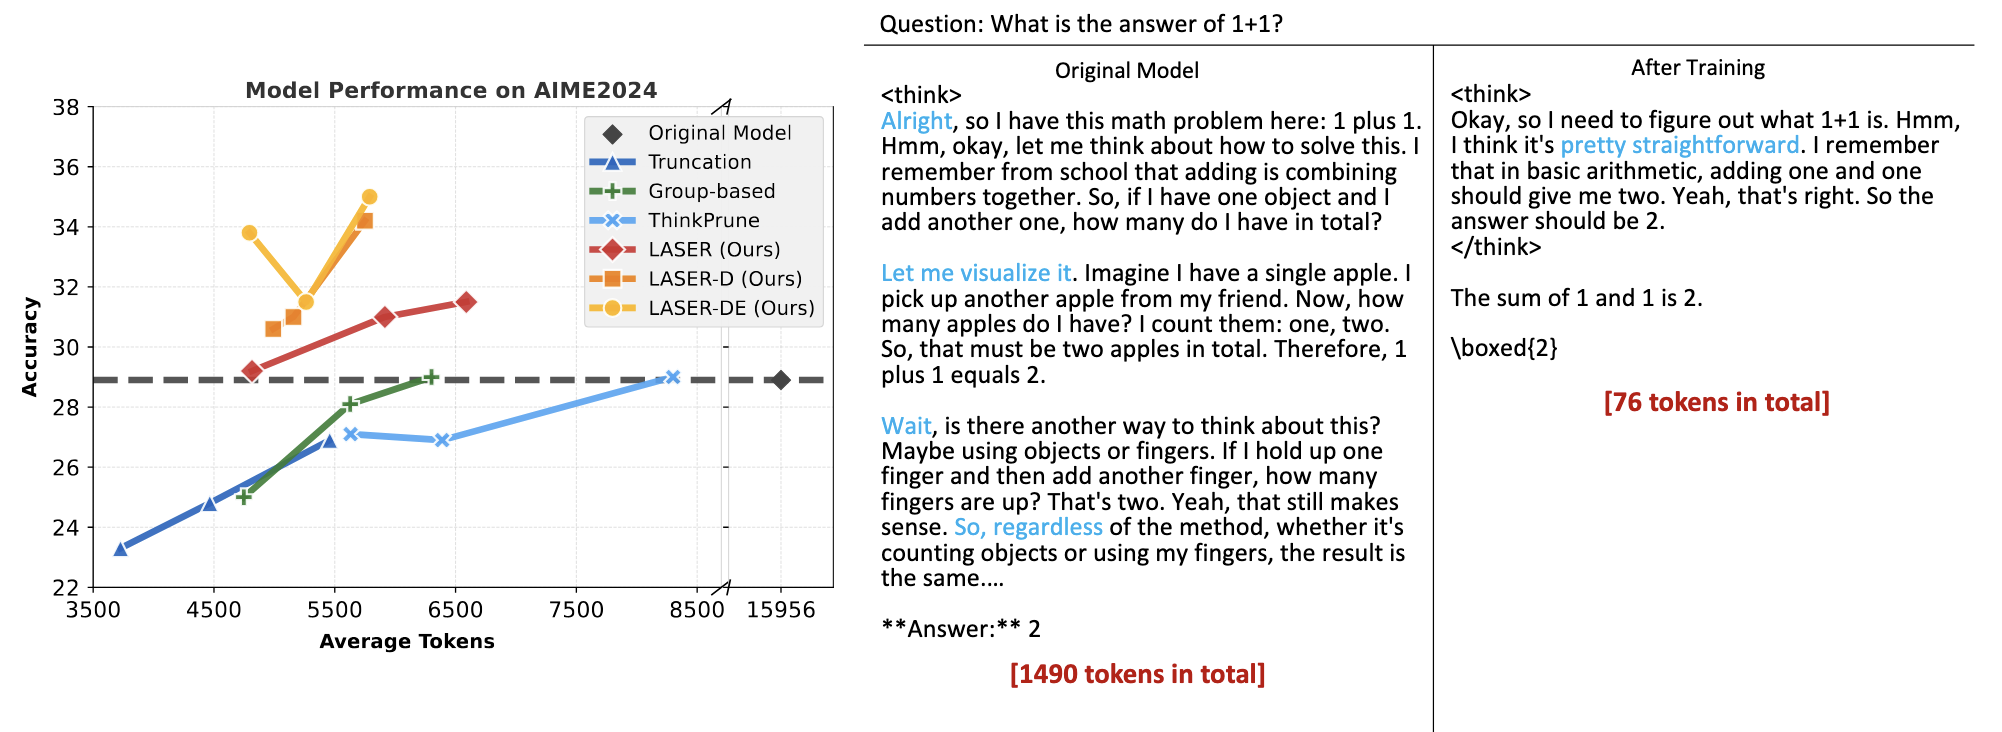 Model Performance on AIME2024
38
36
34
32
30
28
26
24
22
Accuracy
3500
4500
5500
6500
7500
8500
15956
Average Tokens
Original Model
Truncation
Group-based
ThinkPrune
LASER (Ours)
LASER-D (Ours)
LASER-DE (Ours)
Question: What is the answer of 1+1?
Original Model
<think>
Alright, so I have this math problem here: 1 plus 1.
Hmm, okay, let me think about how to solve this. I
remember from school that adding is combining
numbers together. So, if I have one object and I
add another one, how many do I have in total?
Let me visualize it. Imagine I have a single apple. I
pick up another apple from my friend. Now, how
many apples do I have? I count them: one, two.
So, that must be two apples in total. Therefore, 1
plus 1 equals 2.
Wait, is there another way to think about this?
Maybe using objects or fingers. If I hold up one
finger and then add another finger, how many
fingers are up? That's two. Yeah, that still makes
sense. So, regardless of the method, whether it's
counting objects or using my fingers, the result is
the same....
**Answer:** 2
[1490 tokens in total]
After Training
<think>
Okay, so I need to figure out what 1+1 is. Hmm,
I think it's pretty straightforward. I remember
that in basic arithmetic, adding one and one
should give me two. Yeah, that's right. So the
answer should be 2.
</think>
The sum of 1 and 1 is 2.
\boxed{2}
[76 tokens in total]